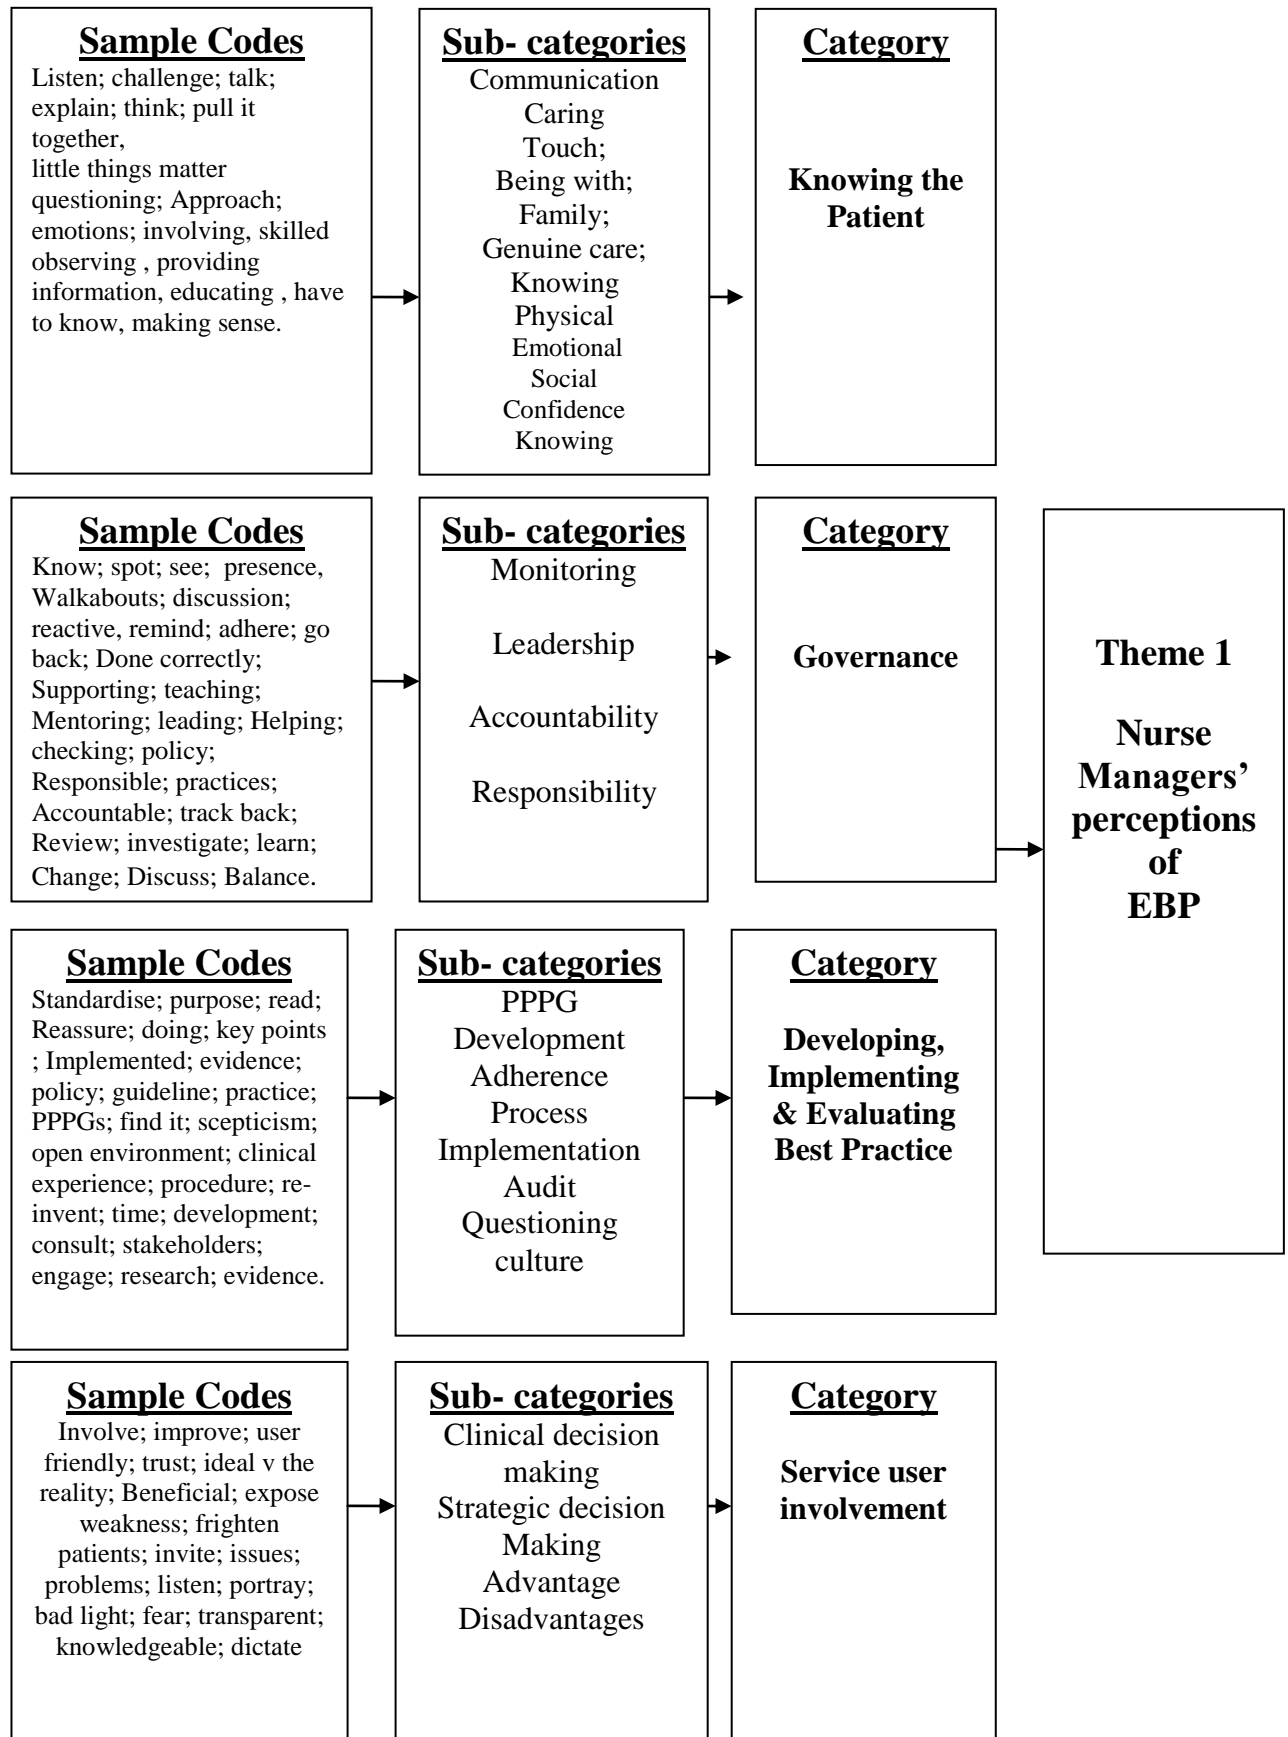 Sample Codes
Listen; challenge; talk;
explain; think; pull it
together,
little things matter
questioning; Approach;
emotions; involving, skilled
observing , providing
information, educating , have
to know, making sense.
Sub- categories
Communication
Caring
Touch;
Being with;
Family;
Genuine care;
Knowing
Physical
Emotional
Social
Confidence
Knowing
Category
Knowing the
Patient
Sample Codes
Know; spot; see;  presence,
Walkabouts; discussion;
reactive, remind; adhere; go
back; Done correctly;
Supporting; teaching;
Mentoring; leading; Helping;
checking; policy;
Responsible; practices;
Accountable; track back;
Review; investigate; learn;
Change; Discuss; Balance.
Sub- categories
Monitoring
Leadership
Accountability
Responsibility
Category
Governance
Theme 1
Nurse
Managers’
perceptions
of
EBP
Sample Codes
Standardise; purpose; read;
Reassure; doing; key points
; Implemented; evidence;
policy; guideline; practice;
PPPGs; find it; scepticism;
open environment; clinical
experience; procedure; re-
invent; time; development;
consult; stakeholders;
engage; research; evidence.
Sub- categories
PPPG
Development
Adherence
Process
Implementation
Audit
Questioning
culture
Category
Developing,
Implementing
& Evaluating
Best Practice
Sample Codes
Involve; improve; user
friendly; trust; ideal v the
reality; Beneficial; expose
weakness; frighten
patients; invite; issues;
problems; listen; portray;
bad light; fear; transparent;
knowledgeable; dictate
Sub- categories
Clinical decision
making
Strategic decision
Making
Advantage
Disadvantages
Category
Service user
involvement